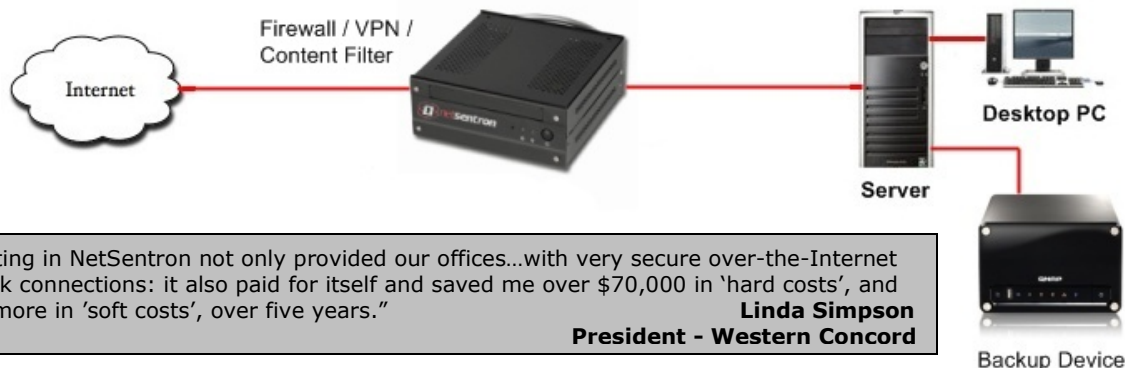 Firewall / VPN /
Content Filter
Internet
netsentron
Desktop PC
Server
QNAP
ting in NetSentron not only provided our offices…with very secure over-the-Internet
k connections: it also paid for itself and saved me over $70,000 in ‘hard costs’, and
more in ’soft costs’, over five years.” Linda Simpson
President - Western Concord
Backup Device